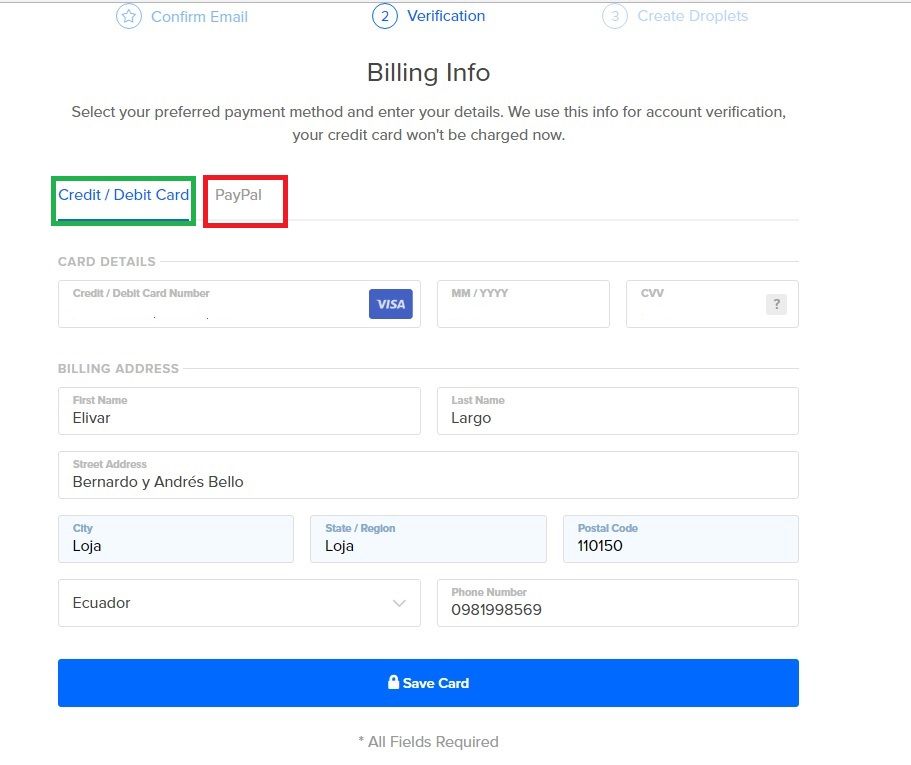 Confirm Email
2 Verification
3 Create Droplets
Billing Info
Select your preferred payment method and enter your details. We use this info for account verification,
your credit card won't be charged now.
Credit / Debit Card PayPal
CARD DETAILS
Credit / Debit Card Number VISA
MM / YYYY
CVV ?
BILLING ADDRESS
First Name
Elivar
Last Name
Largo
Street Address
Bernardo y Andrés Bello
City
Loja
State / Region
Loja
Postal Code
110150
Ecuador
Phone Number
0981998569
Save Card
* All Fields Required